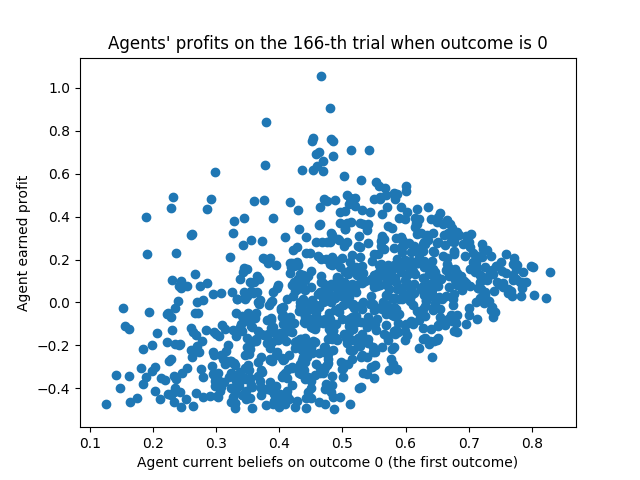 Agents' profits on the 166-th trial when outcome is 0
1.0
0.8
0.6
0.4
0.2
0.0
−0.2
−0.4
Agent earned profit
0.1 0.2 0.3 0.4 0.5 0.6 0.7 0.8
Agent current beliefs on outcome 0 (the first outcome)